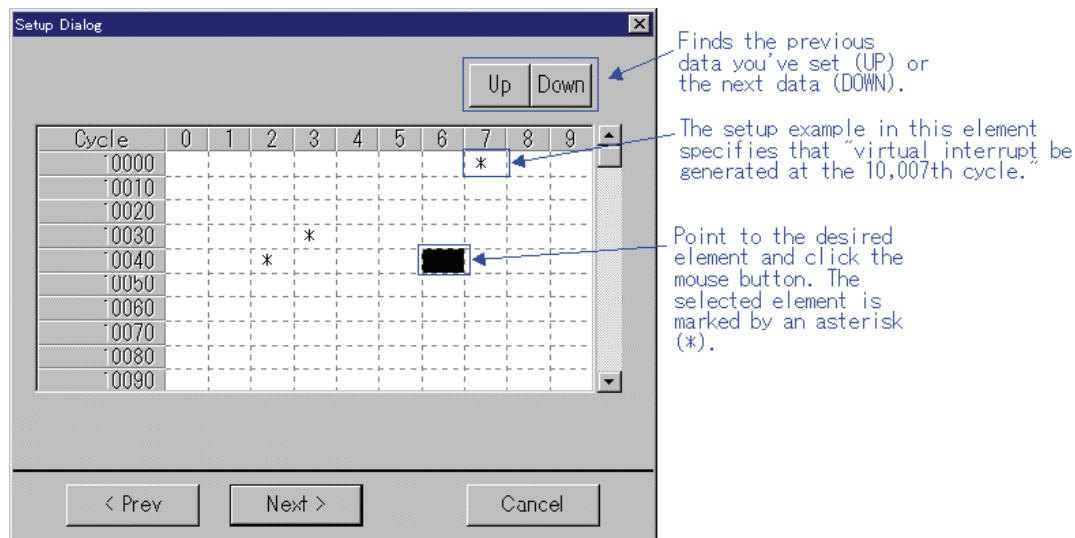 Setup Dialog
Up Down
Finds the previous
data you've set (UP) or
the next data (DOWN).
Cycle 0 1 2 3 4 5 6 7 8 9
10000 *
10010
10020
10030 *
10040 *
10050
10060
10070
10080
10090
The setup example in this element
specifies that "virtual interrupt be
generated at the 10,007th cycle."
Point to the desired
element and click the
mouse button. The
selected element is
marked by an asterisk
(*).
< Prev Next > Cancel